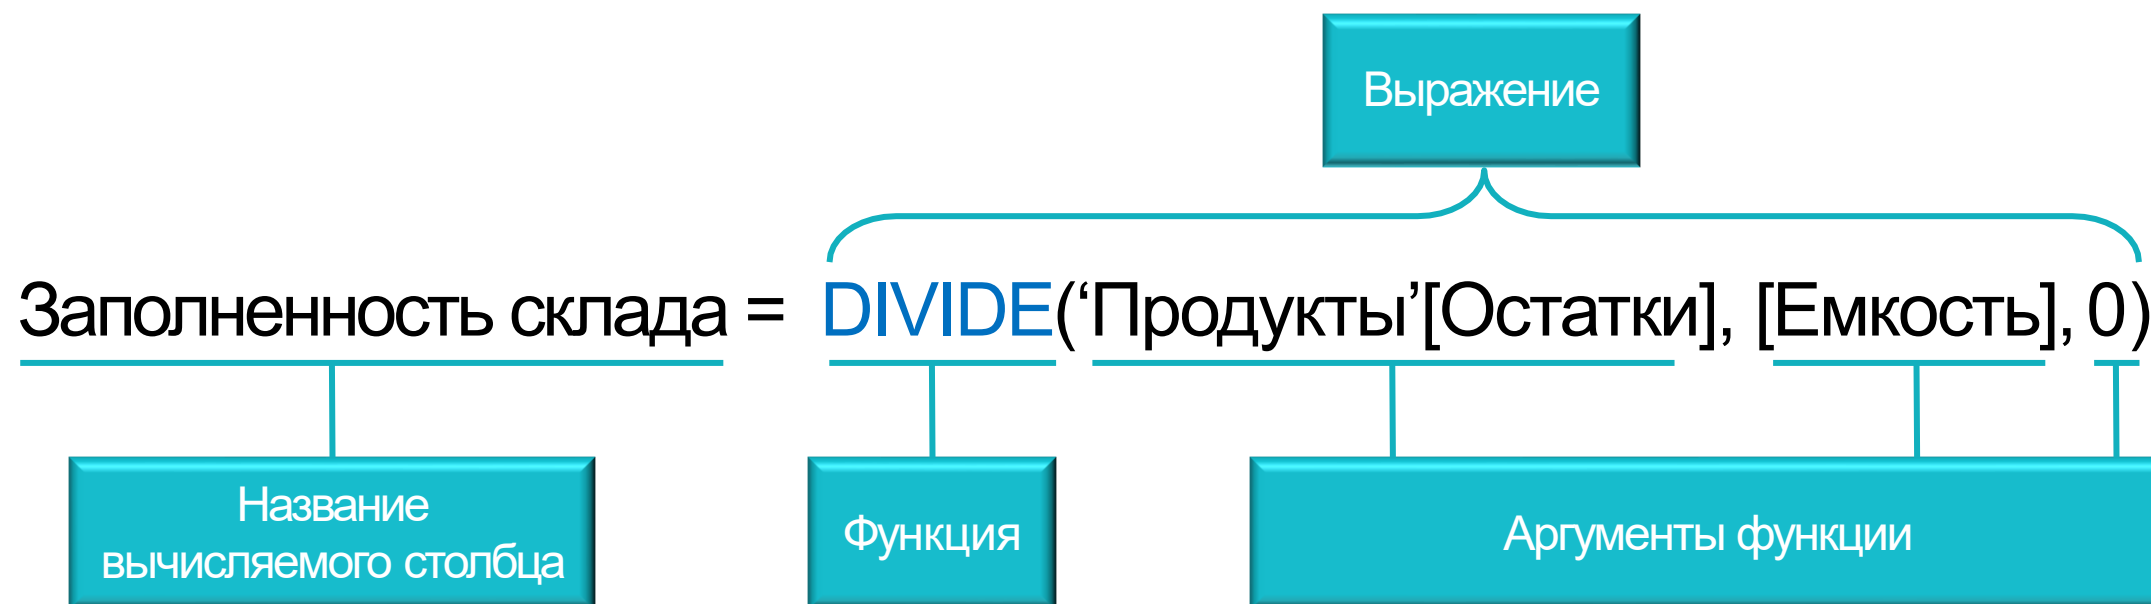 Выражение
Заполненность склада = DIVIDE(‘Продукты’[Остатки], [Емкость], 0)
Название
вычисляемого столбца
Функция
Аргументы функции